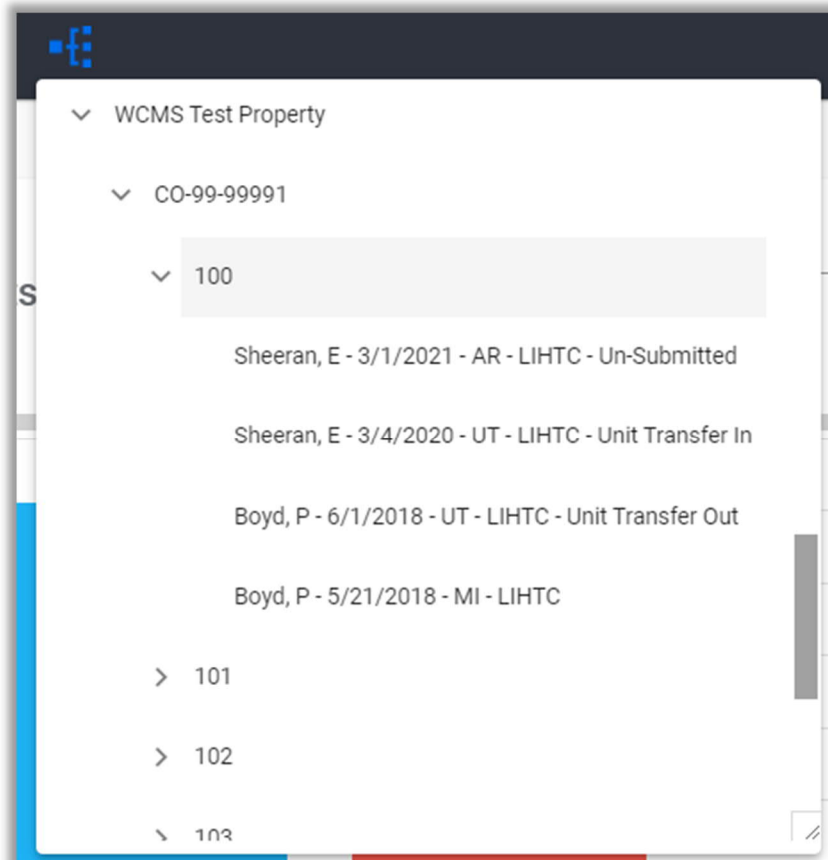 WCMS Test Property
CO-99-99991
100
Sheeran, E - 3/1/2021 - AR - LIHTC - Un-Submitted
Sheeran, E - 3/4/2020 - UT - LIHTC - Unit Transfer In
Boyd, P - 6/1/2018 - UT - LIHTC - Unit Transfer Out
Boyd, P - 5/21/2018 - MI - LIHTC
101
102
103